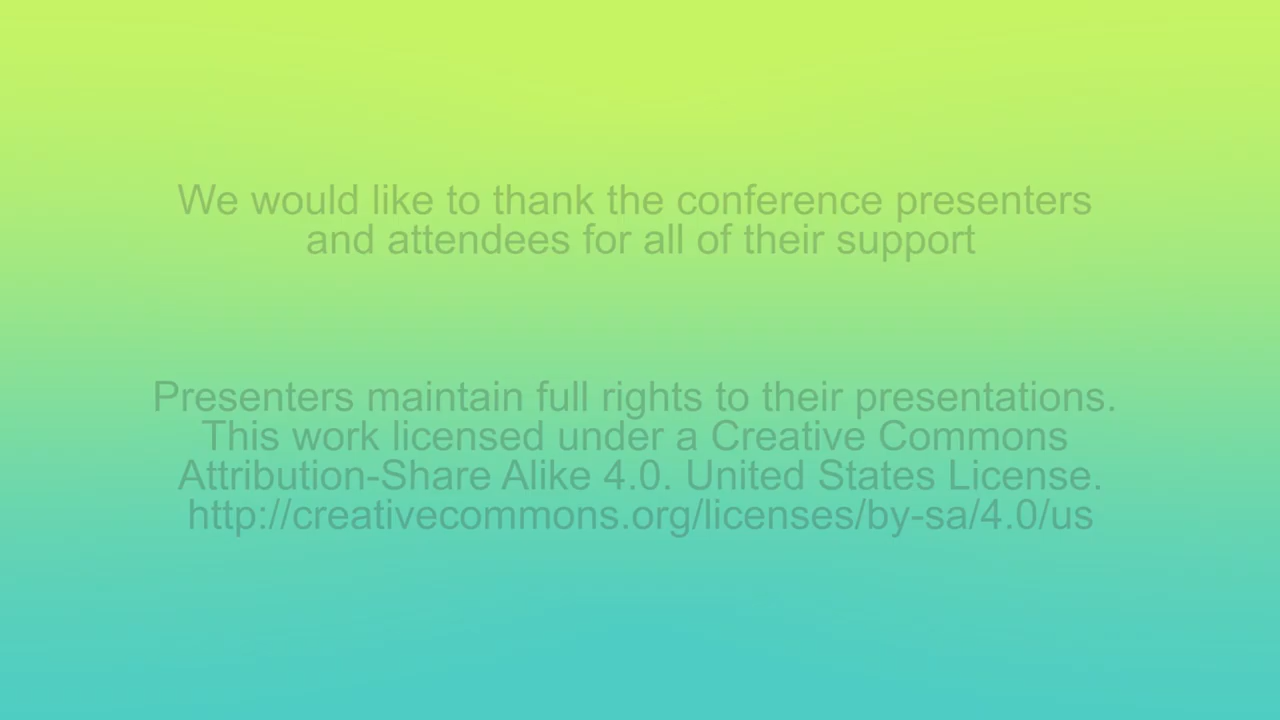 We would like to thank the conference presenters
and attendees for all of their support
Presenters maintain full rights to their presentations.
This work licensed under a Creative Commons
Attribution-Share Alike 4.0. United States License.
http://creativecommons.org/licenses/by-sa/4.0/us